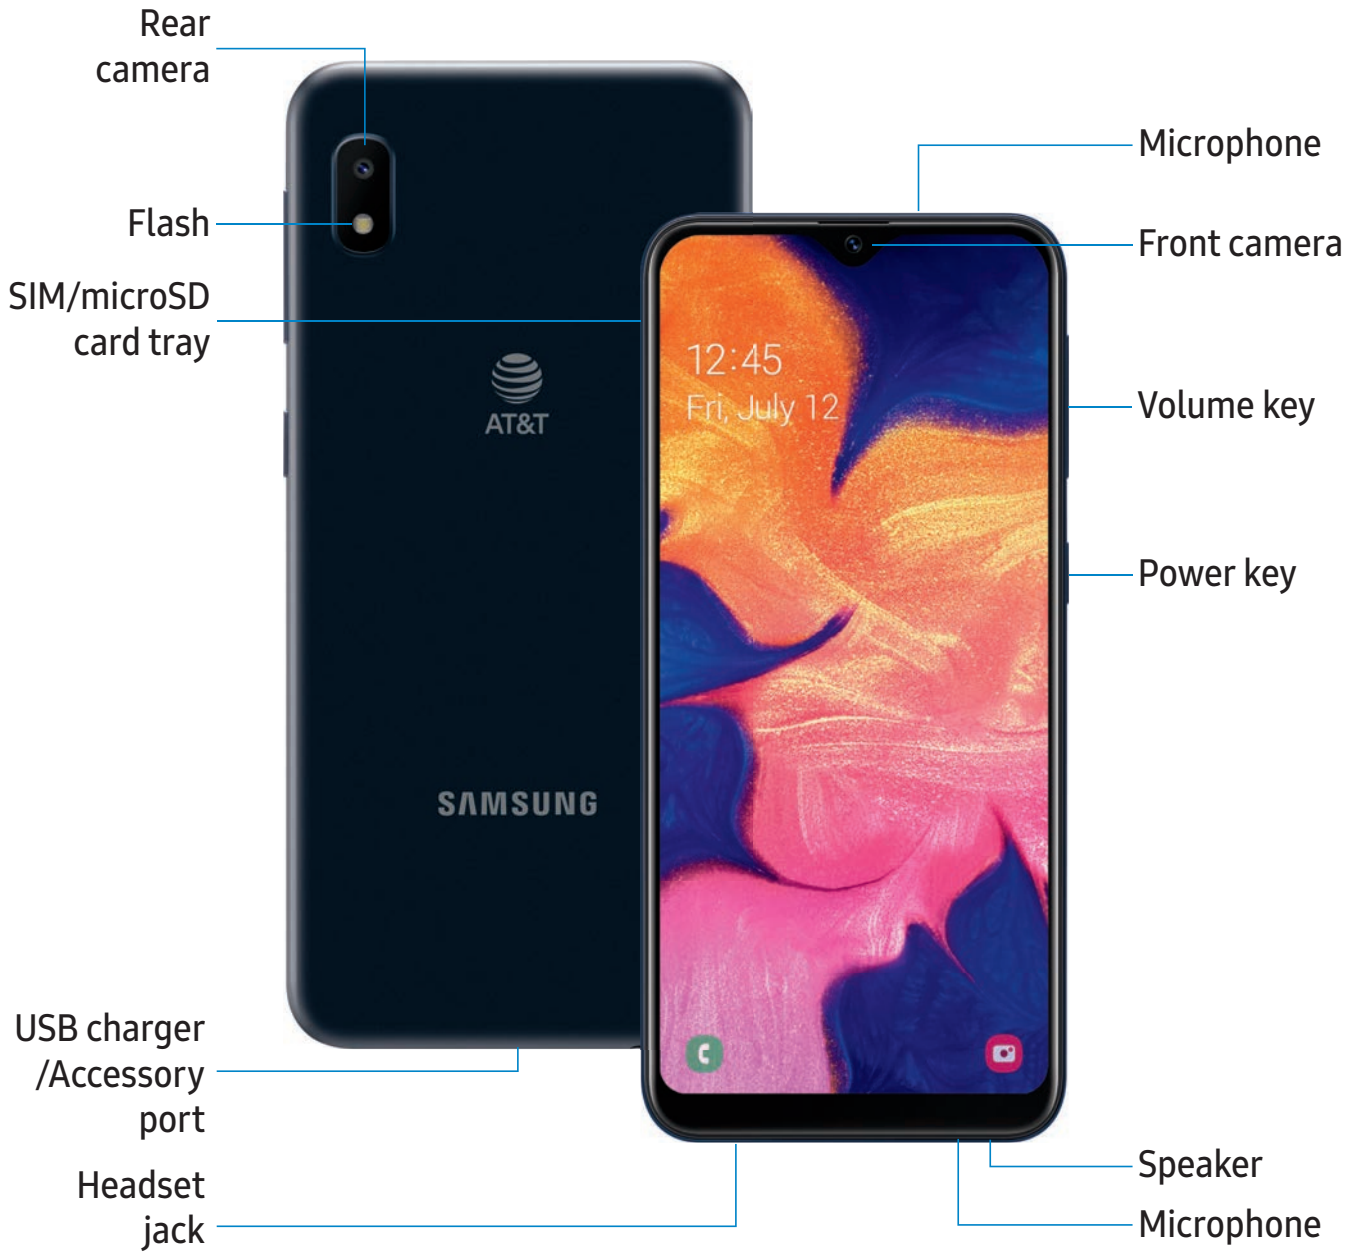 Rear
camera
Flash
SIM/microSD
card tray
AT&T
SAMSUNG
USB charger
/Accessory
port
Headset
jack
12:45
Fri, July 12
Microphone
Front camera
Volume key
Power key
Speaker
Microphone